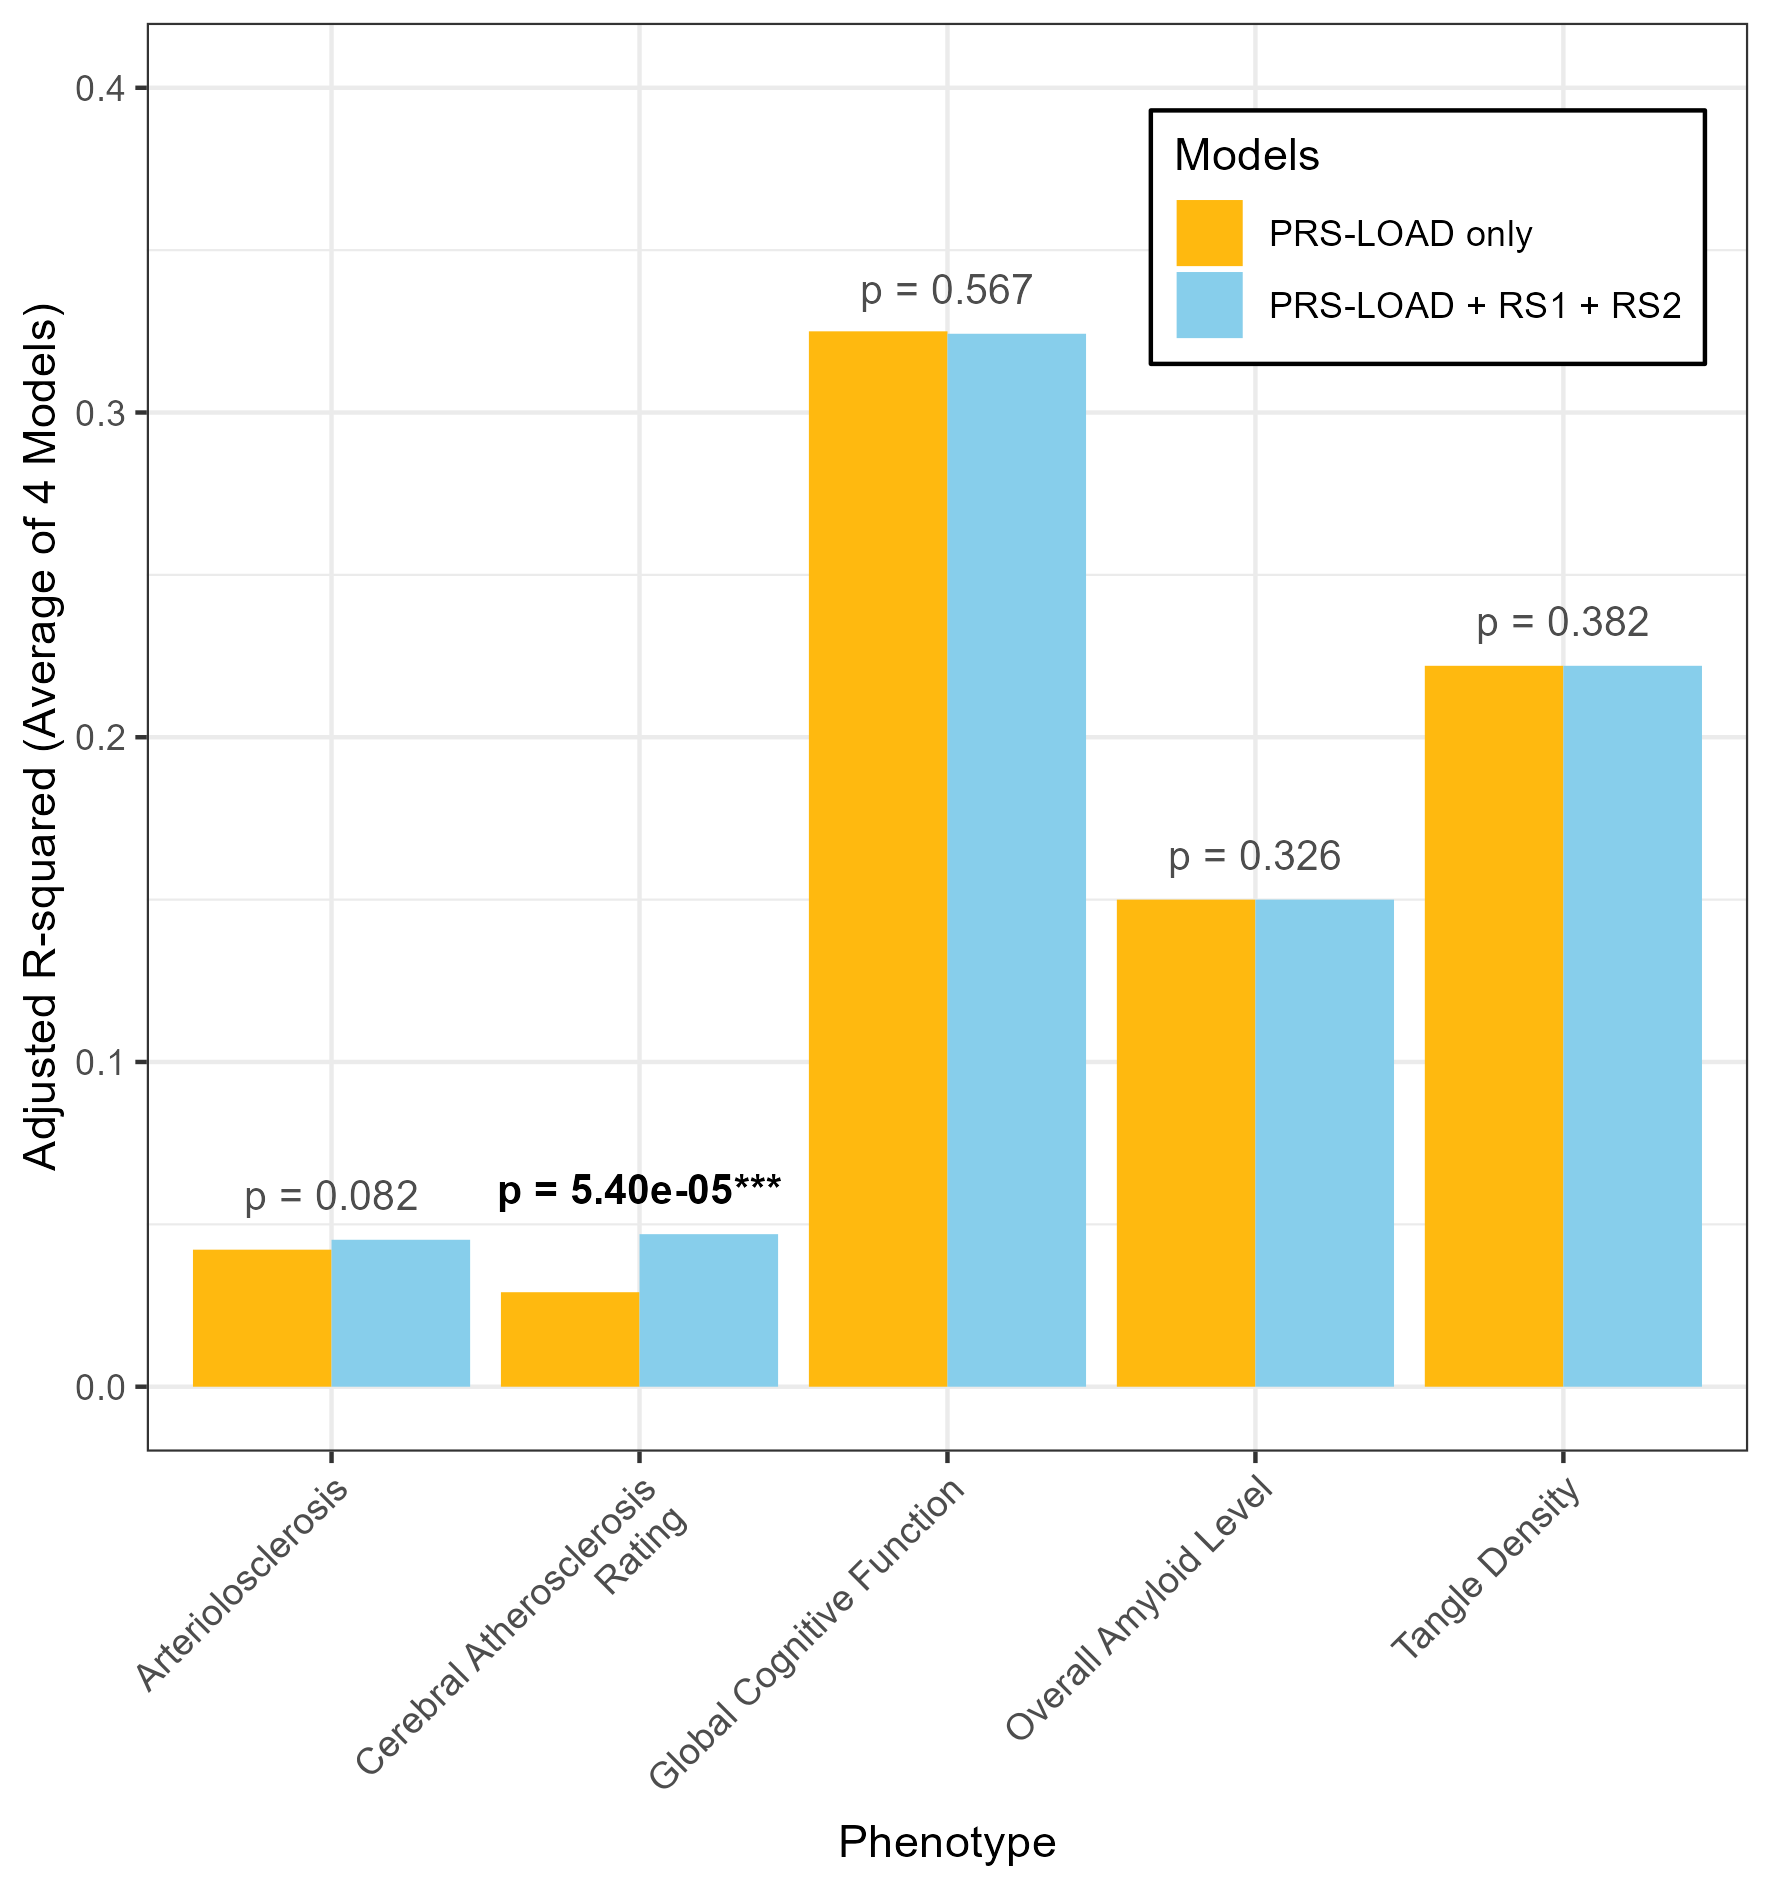 Adjusted R-squared (Average of 4 Models)
0.4
0.3
0.2
0.1
0.0
Models
PRS-LOAD only
PRS-LOAD + RS1 + RS2
p = 0.082
p = 5.40e-05***
p = 0.567
p = 0.326
p = 0.382
Arteriolosclerosis
Cerebral Atherosclerosis
Rating
Global Cognitive Function
Overall Amyloid Level
Tangle Density
Phenotype